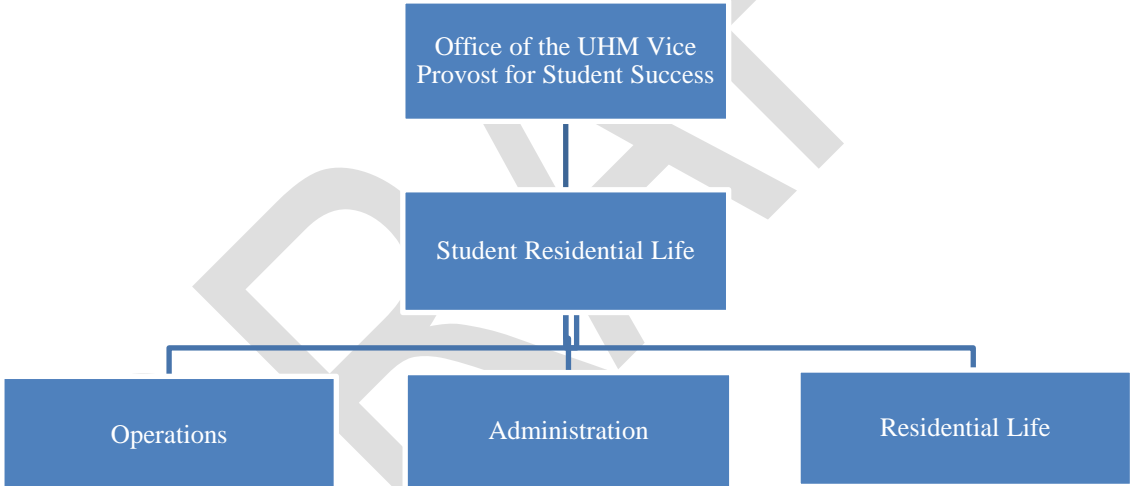 Office of the UHM Vice
Provost for Student Success
Student Residential Life
Operations
Administration
Residential Life